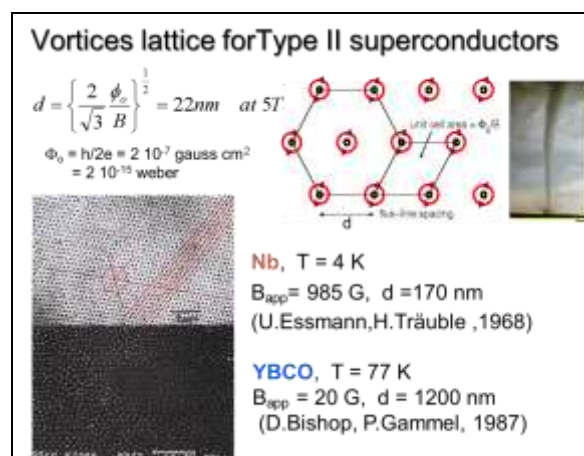 Vortices lattice forType II superconductors
d = { 2/√3 ϕₒ/B }^½ = 22nm at 5T
Φₒ = h/2e = 2 10⁻⁷ gauss cm²
= 2 10⁻¹⁵ weber
unit cell area = Φₒ/B
flux-line spacing
d
Nb, T = 4 K
Bapp= 985 G, d =170 nm
(U.Essmann,H.Träuble ,1968)
YBCO, T = 77 K
Bapp = 20 G, d = 1200 nm
(D.Bishop, P.Gammel, 1987)